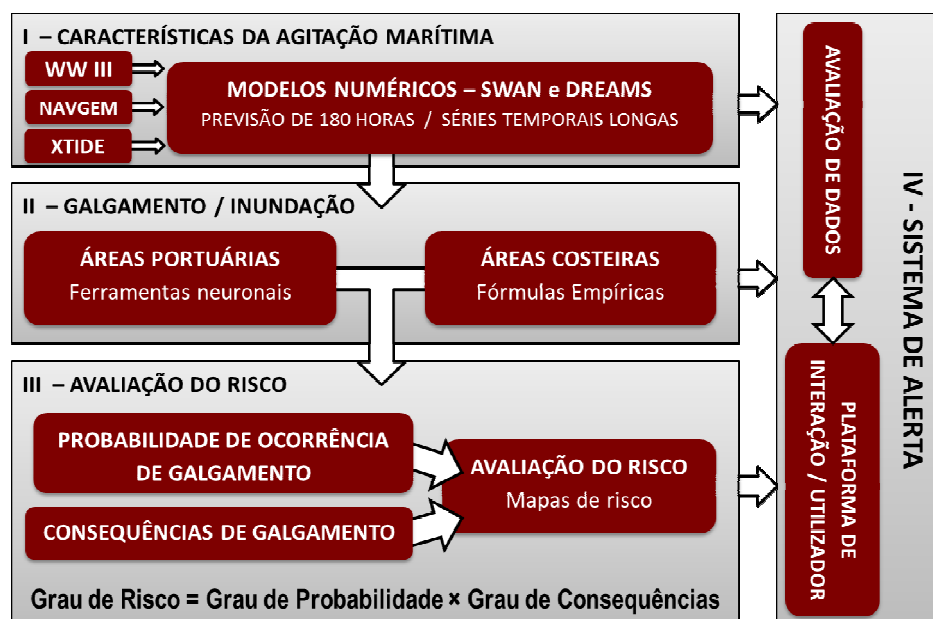 I – CARACTERÍSTICAS DA AGITAÇÃO MARÍTIMA
WW III
NAVGEM
XTIDE
MODELOS NUMÉRICOS – SWAN e DREAMS
PREVISÃO DE 180 HORAS / SÉRIES TEMPORAIS LONGAS
II – GALGAMENTO / INUNDAÇÃO
ÁREAS PORTUÁRIAS
Ferramentas neuronais
ÁREAS COSTEIRAS
Fórmulas Empíricas
III – AVALIAÇÃO DO RISCO
PROBABILIDADE DE OCORRÊNCIA
DE GALGAMENTO
CONSEQUÊNCIAS DE GALGAMENTO
AVALIAÇÃO DO RISCO
Mapas de risco
Grau de Risco = Grau de Probabilidade × Grau de Consequências
IV - SISTEMA DE ALERTA
AVALIAÇÃO DE DADOS
PLATAFORMA DE
INTERAÇÃO / UTILIZADOR